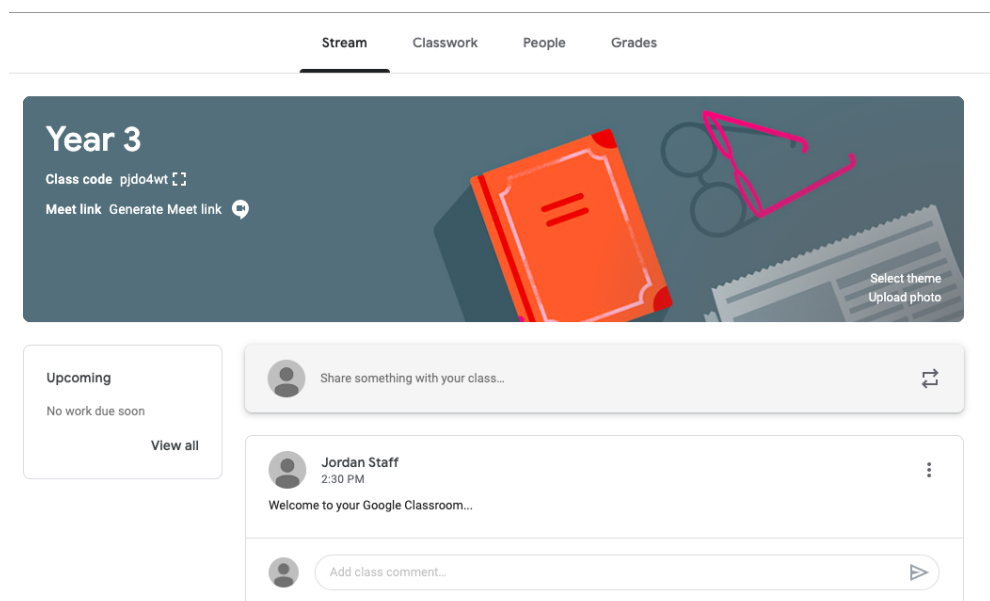 Stream Classwork People Grades
Year 3
Class code pjdo4wt
Meet link Generate Meet link
Select theme
Upload photo
Upcoming
No work due soon
View all
Share something with your class...
Jordan Staff
2:30 PM
Welcome to your Google Classroom...
Add class comment...